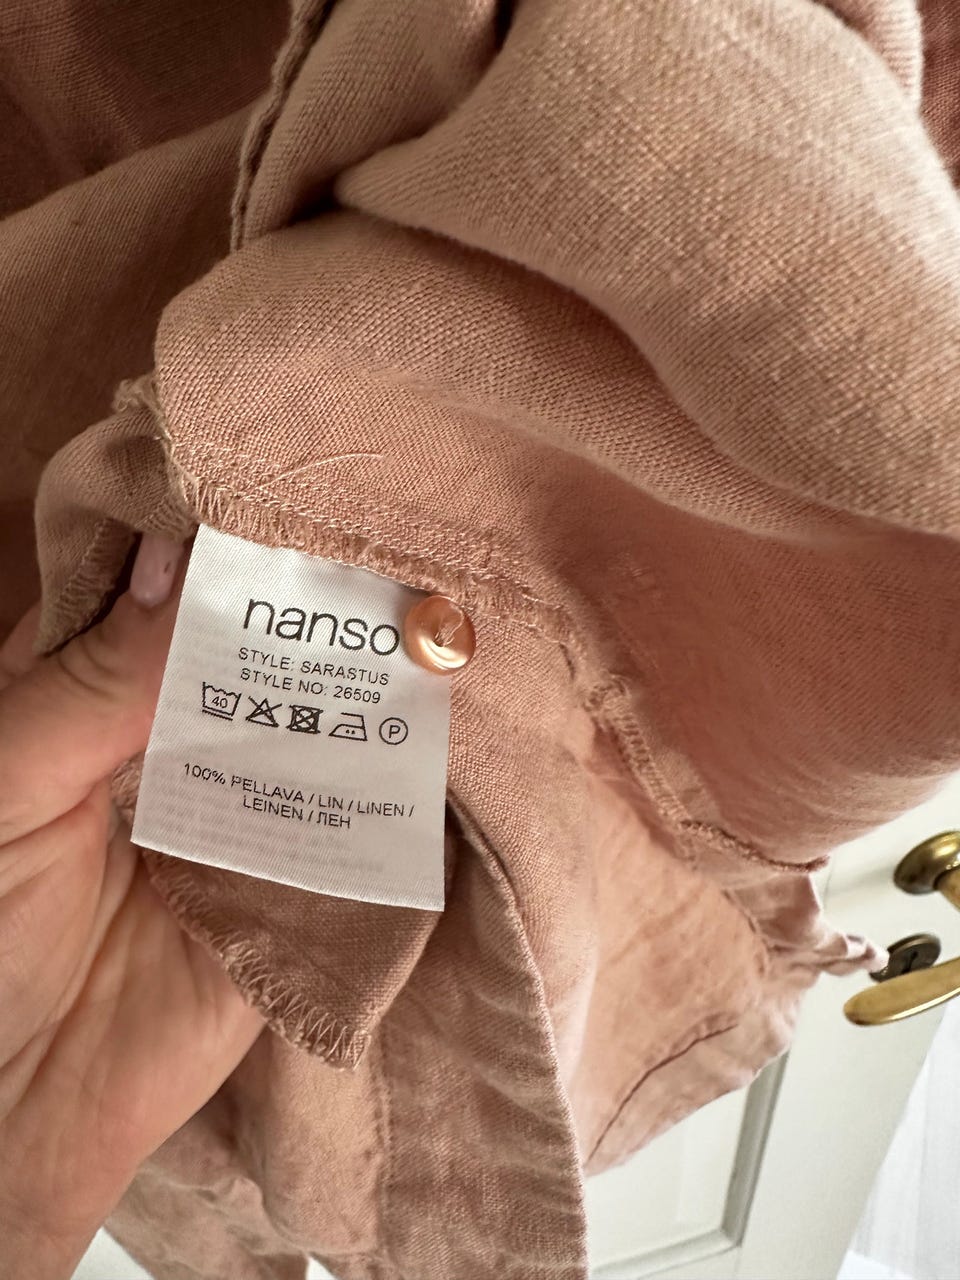 nanso
STYLE: SARASTUS
STYLE NO: 26509
40 P
100% PELLAVA / LIN / LINEN /
LEINEN / ЛЕН